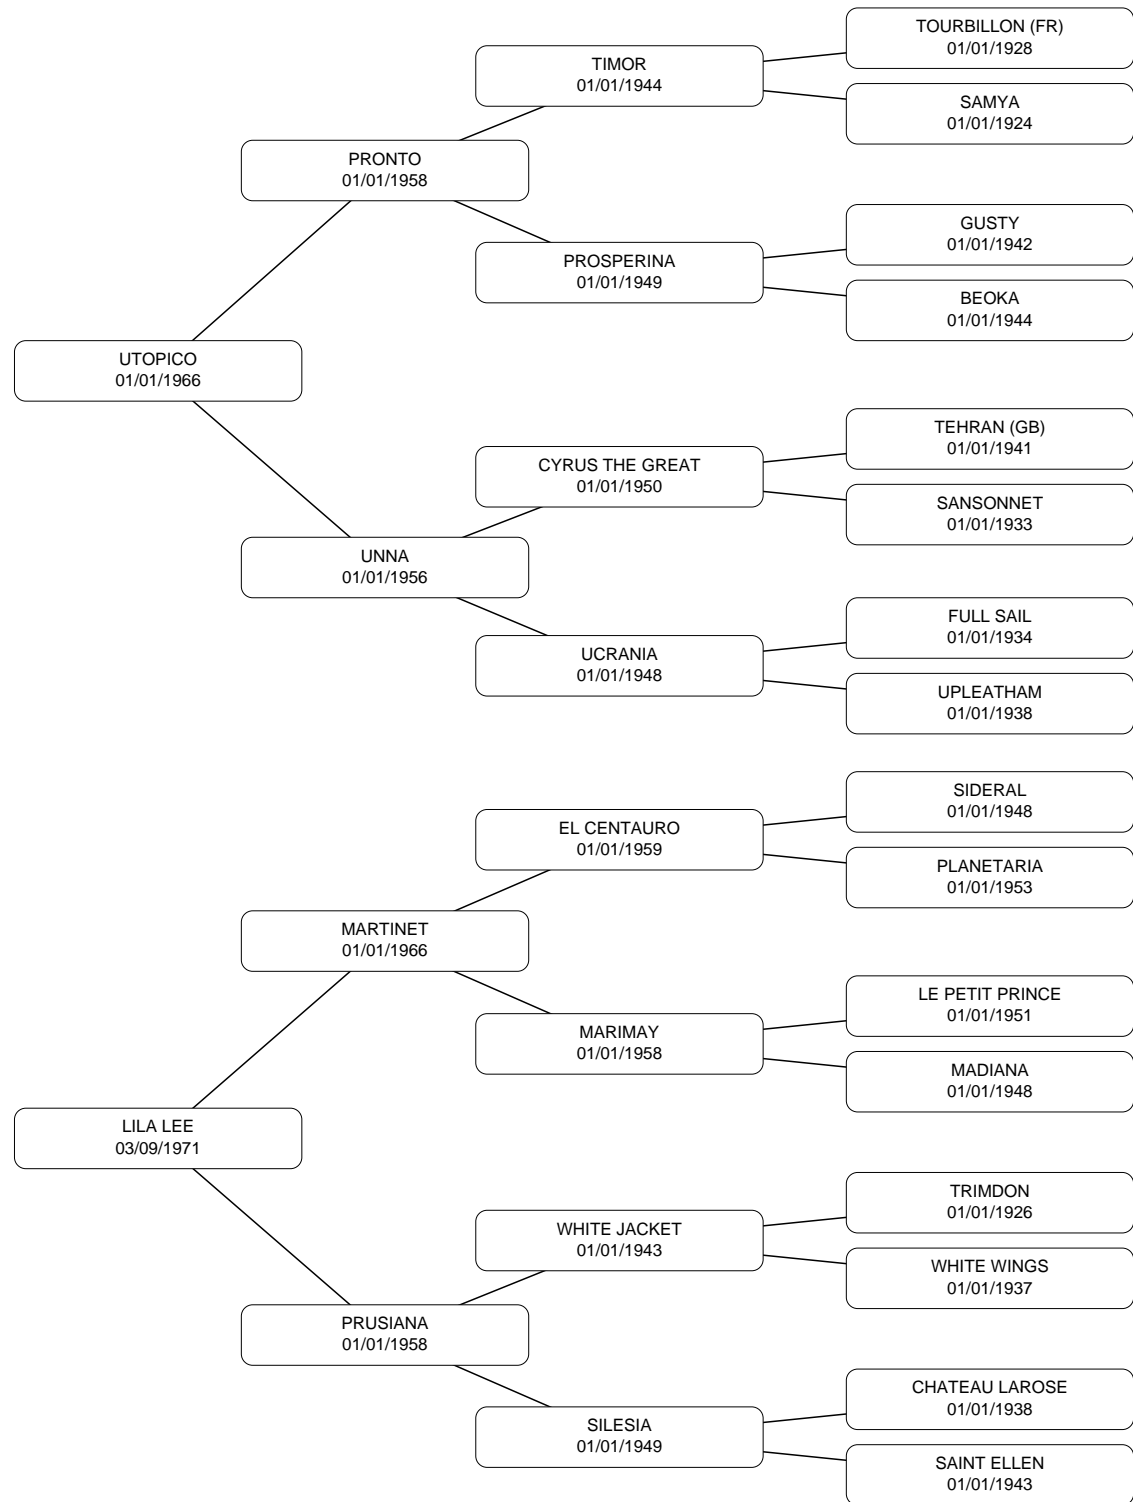 TOURBILLON (FR)
01/01/1928
TIMOR
01/01/1944
SAMYA
01/01/1924
PRONTO
01/01/1958
GUSTY
01/01/1942
PROSPERINA
01/01/1949
BEOKA
01/01/1944
UTOPICO
01/01/1966
TEHRAN (GB)
01/01/1941
CYRUS THE GREAT
01/01/1950
SANSONNET
01/01/1933
UNNA
01/01/1956
FULL SAIL
01/01/1934
UCRANIA
01/01/1948
UPLEATHAM
01/01/1938
SIDERAL
01/01/1948
EL CENTAURO
01/01/1959
PLANETARIA
01/01/1953
MARTINET
01/01/1966
LE PETIT PRINCE
01/01/1951
MARIMAY
01/01/1958
MADIANA
01/01/1948
LILA LEE
03/09/1971
TRIMDON
01/01/1926
WHITE JACKET
01/01/1943
WHITE WINGS
01/01/1937
PRUSIANA
01/01/1958
CHATEAU LAROSE
01/01/1938
SILESIA
01/01/1949
SAINT ELLEN
01/01/1943